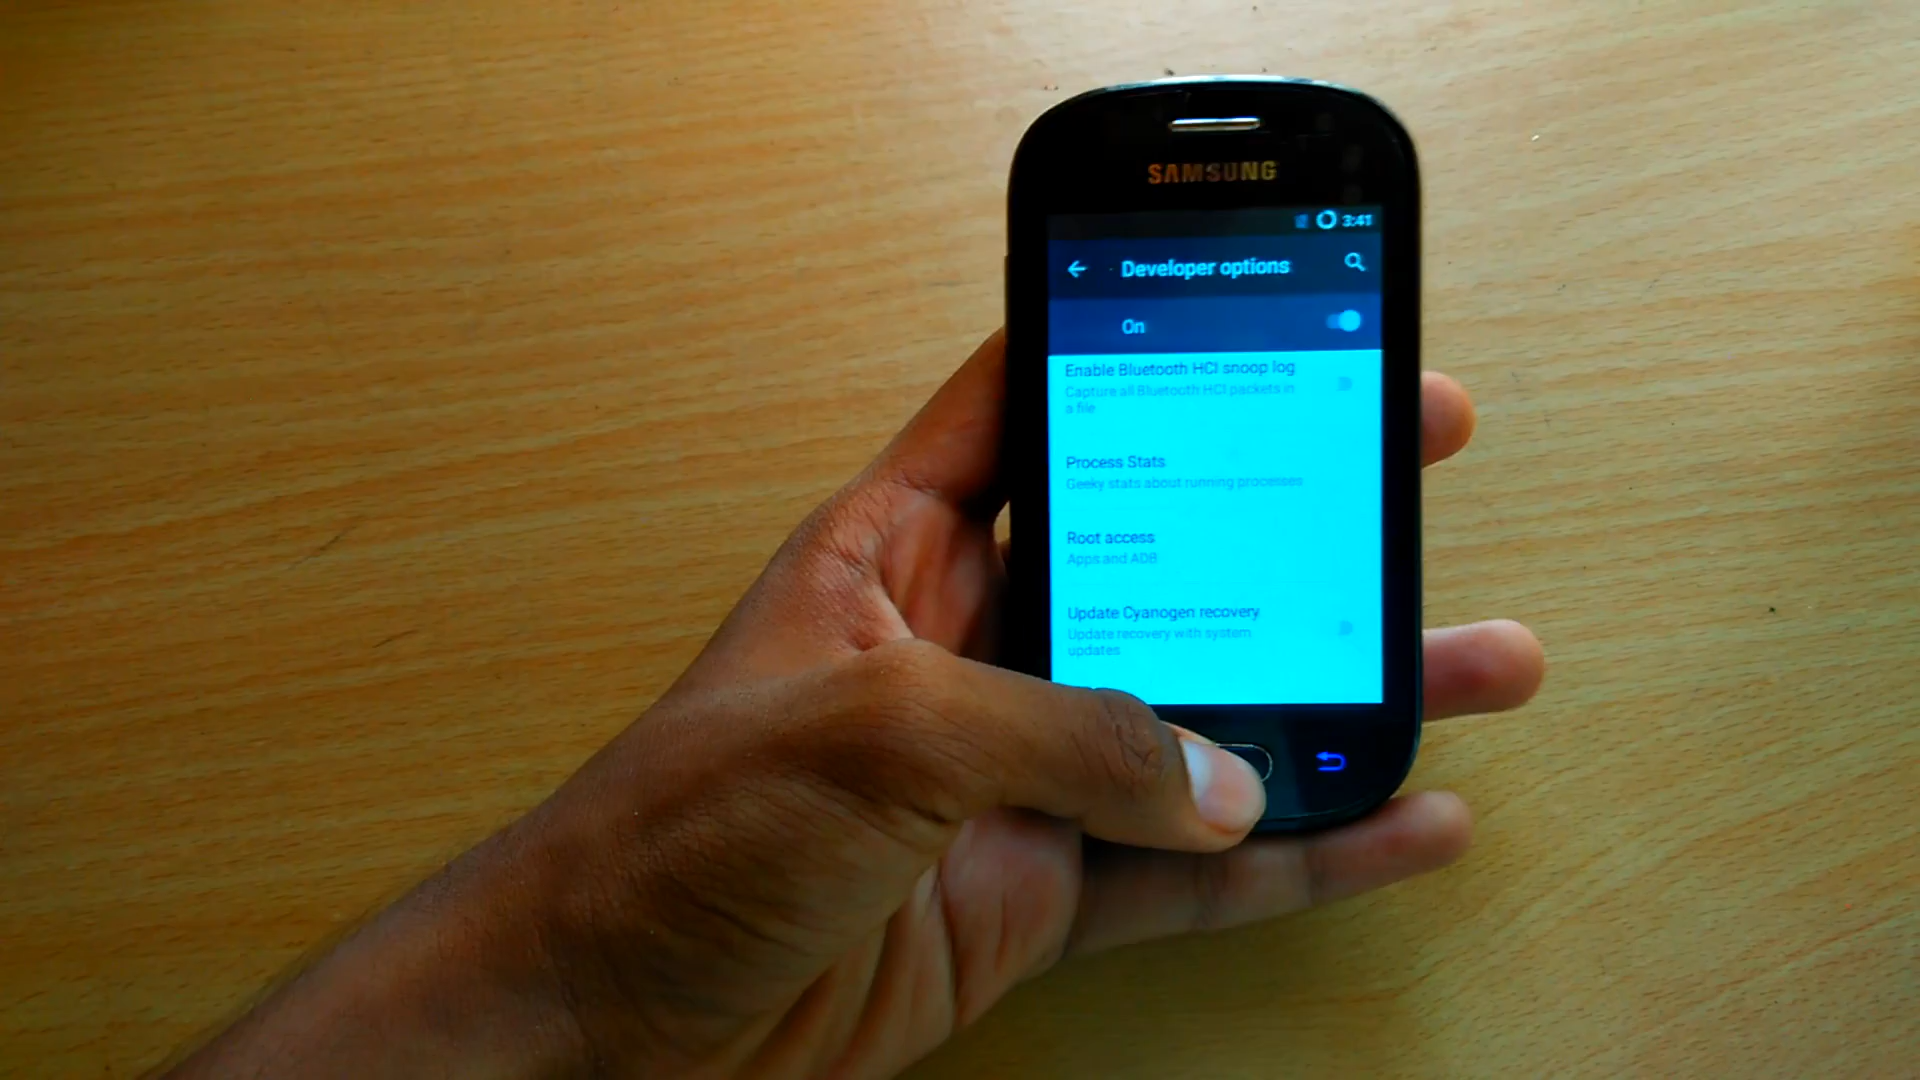 SAMSUNG
3:41
Developer options
On
Enable Bluetooth HCI snoop log
Capture all Bluetooth HCI packets in
a file
Process Stats
Geeky stats about running processes
Root access
Apps and ADB
Update Cyanogen recovery
Update recovery with system
updates